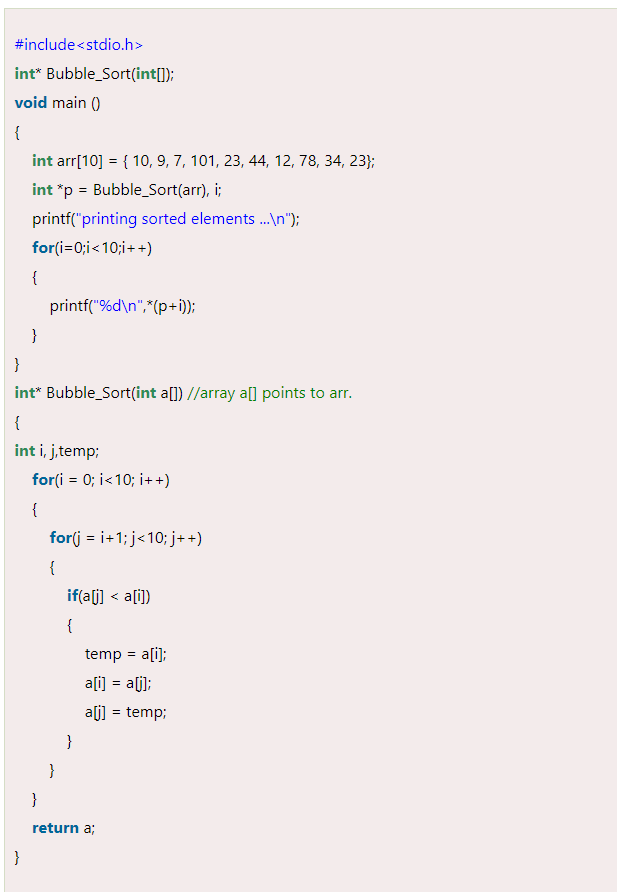 #include<stdio.h>
int* Bubble_Sort(int[]);
void main ()
{
int arr[10] = { 10, 9, 7, 101, 23, 44, 12, 78, 34, 23};
int *p = Bubble_Sort(arr), i;
printf("printing sorted elements ...\n");
for(i=0;i<10;i++)
{
printf("%d\n",*(p+i));
}
}
int* Bubble_Sort(int a[]) //array a[] points to arr.
{
int i, j,temp;
for(i = 0; i<10; i++)
{
for(j = i+1; j<10; j++)
{
if(a[j] < a[i])
{
temp = a[i];
a[i] = a[j];
a[j] = temp;
}
}
}
return a;
}